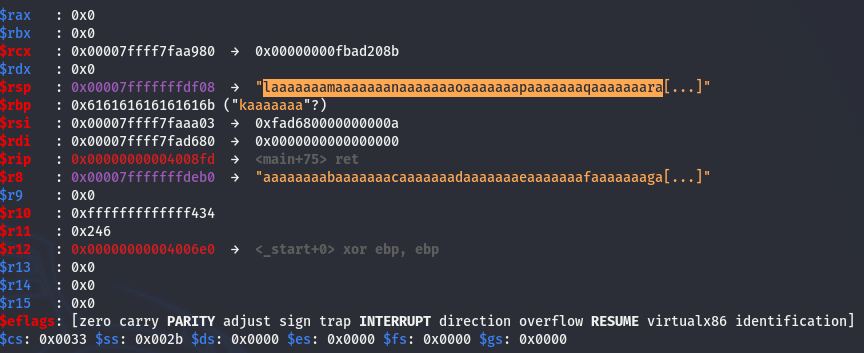 $rax   : 0x0
$rbx   : 0x0
$rcx   : 0x00007ffff7faa980  →  0x00000000fbad208b
$rdx   : 0x0
$rsp   : 0x00007fffffffdf08  →  "laaaaaaamaaaaaaanaaaaaaaoaaaaaaapaaaaaaaqaaaaaaara[...]"
$rbp   : 0x616161616161616b ("kaaaaaaa"?)
$rsi   : 0x00007ffff7faaa03  →  0xfad680000000000a
$rdi   : 0x00007ffff7fad680  →  0x0000000000000000
$rip   : 0x00000000004008fd  →  <main+75> ret
$r8    : 0x00007fffffffdeb0  →  "aaaaaaaabaaaaaaacaaaaaaadaaaaaaaeaaaaaaafaaaaaaaga[...]"
$r9    : 0x0
$r10   : 0xfffffffffffff434
$r11   : 0x246
$r12   : 0x00000000004006e0  →  <_start+0> xor ebp, ebp
$r13   : 0x0
$r14   : 0x0
$r15   : 0x0
$eflags: [zero carry PARITY adjust sign trap INTERRUPT direction overflow RESUME virtualx86 identification]
$cs: 0x0033 $ss: 0x002b $ds: 0x0000 $es: 0x0000 $fs: 0x0000 $gs: 0x0000